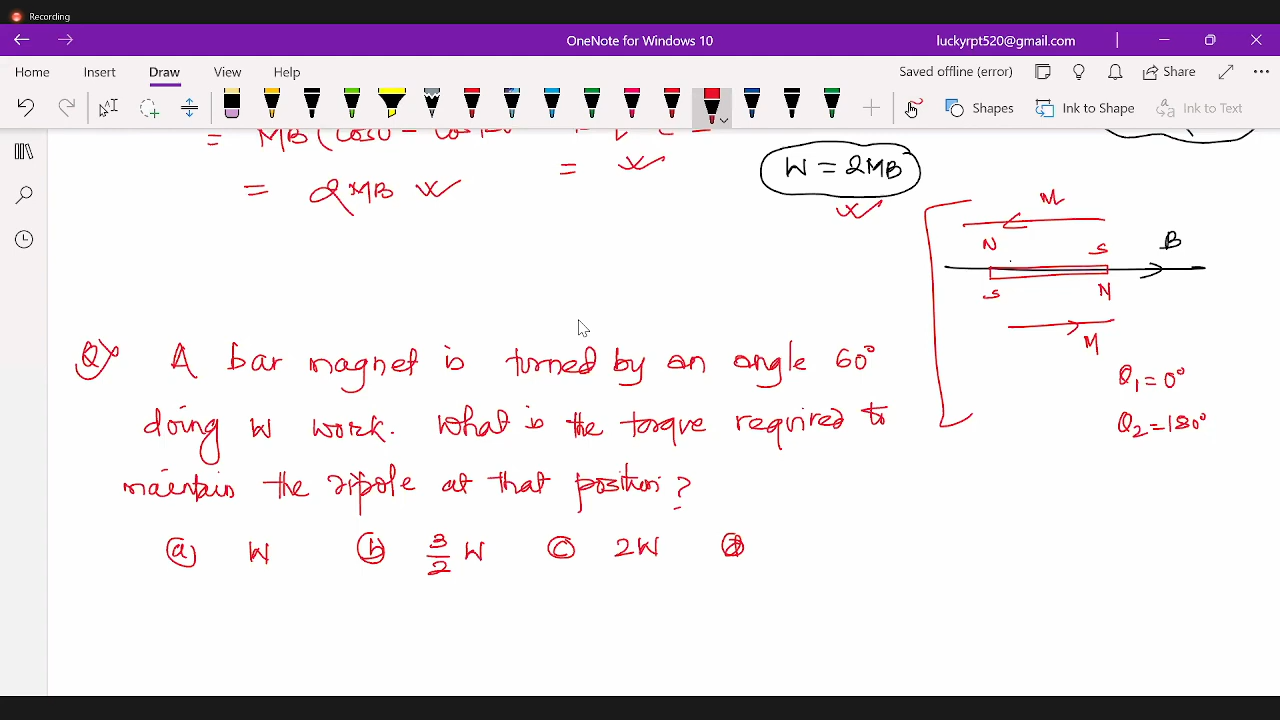 Recording
OneNote for Windows 10
luckyrpt520@gmail.com
Home Insert Draw View Help
Saved offline (error)
Share
Shapes
Ink to Shape
Ink to Text
= MB (
=
= 2MB
W = 2MB
M
N S
B
S N
M
θ1 = 0°
θ2 = 180°
Q) A bar magnet is turned by an angle 60°
doing W work. What is the torque required to
maintain the dipole at that position?
(a) W (b) 3/2 W (c) 2W (d)